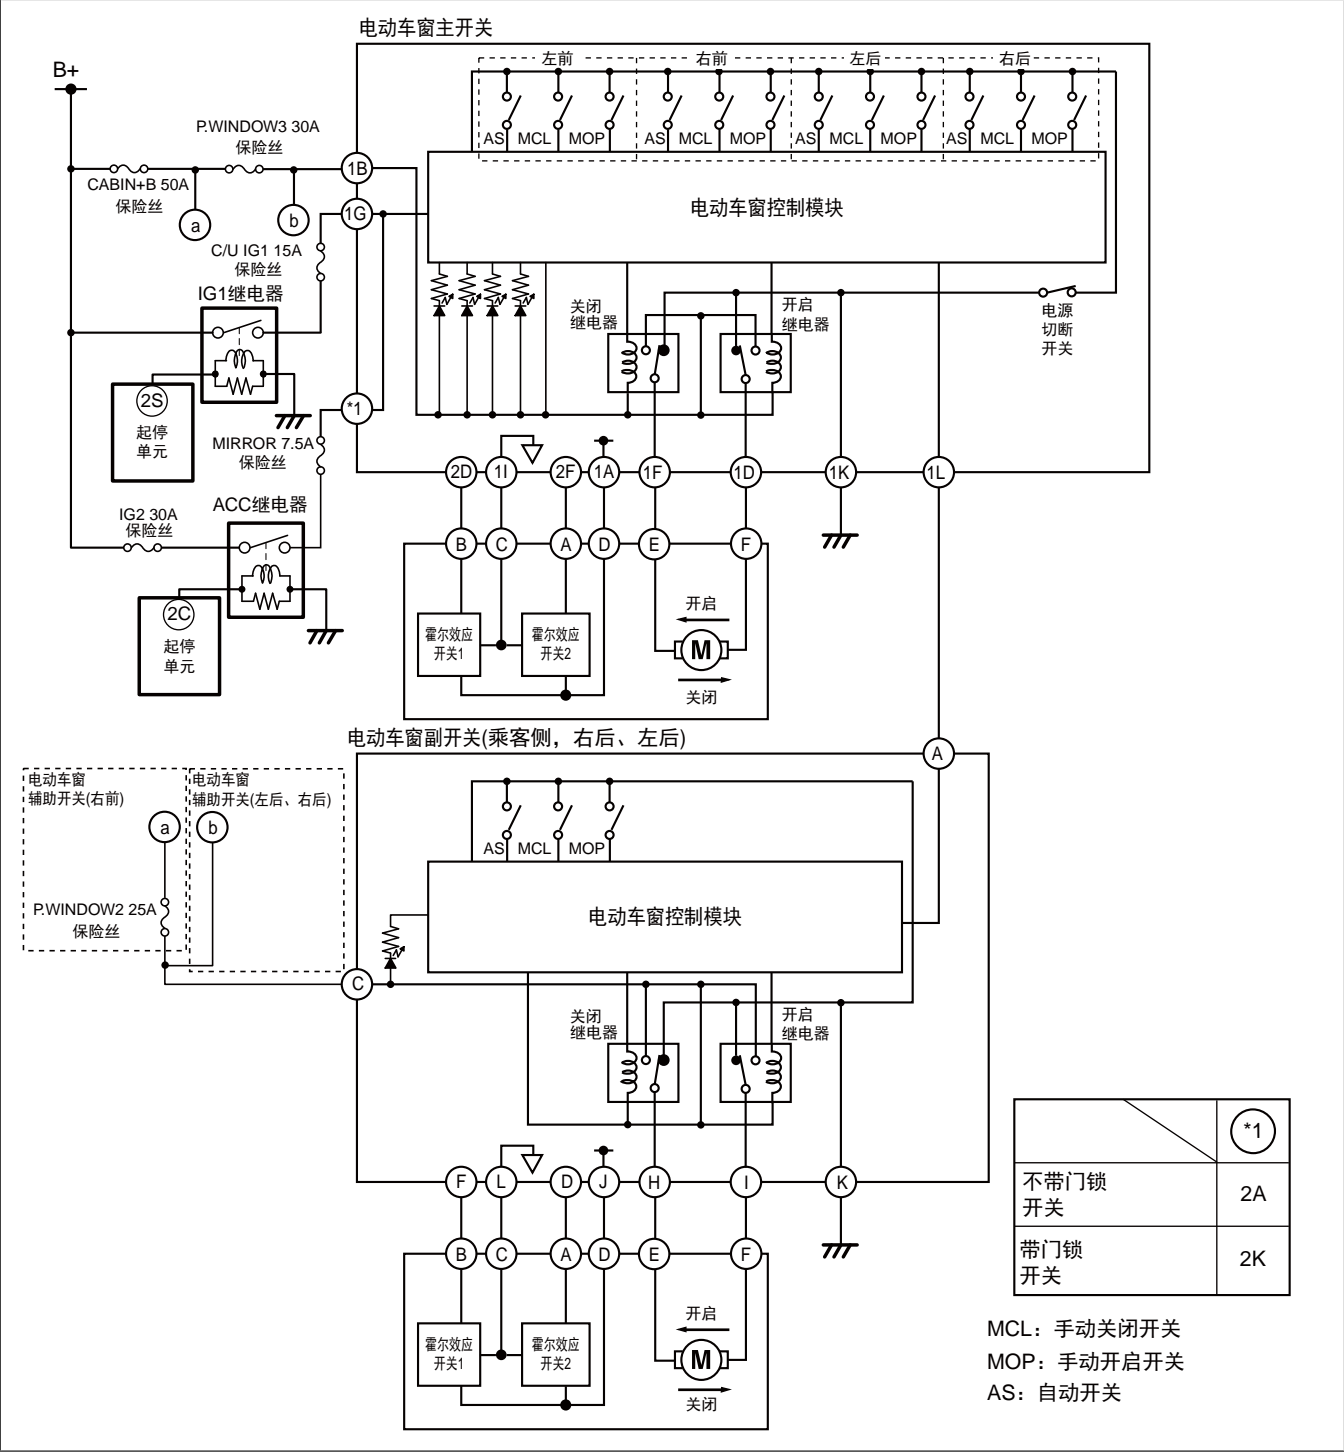 电动车窗主开关
B+
左前
右前
左后
右后
P.WINDOW3 30A
保险丝
AS
MCL
MOP
AS
MCL
MOP
AS
MCL
MOP
AS
MCL
MOP
1B
CABIN+B 50A
保险丝
a
b
1G
电动车窗控制模块
C/U IG1 15A
保险丝
IG1继电器
关闭
继电器
开启
继电器
电源
切断
开关
2S
起停
单元
*1
MIRROR 7.5A
保险丝
2D
1I
2F
1A
1F
1D
1K
1L
ACC继电器
IG2 30A
保险丝
B
C
A
D
E
F
2C
起停
单元
霍尔效应
开关1
霍尔效应
开关2
开启
M
关闭
电动车窗副开关(乘客侧，右后、左后)
A
电动车窗
辅助开关(右前)
电动车窗
辅助开关(左后、右后)
a
b
AS
MCL
MOP
P.WINDOW2 25A
保险丝
电动车窗控制模块
C
关闭
继电器
开启
继电器
F
L
D
J
H
I
K
B
C
A
D
E
F
霍尔效应
开关1
霍尔效应
开关2
开启
M
关闭
*1
不带门锁
开关
2A
带门锁
开关
2K
MCL：手动关闭开关
MOP：手动开启开关
AS：自动开关